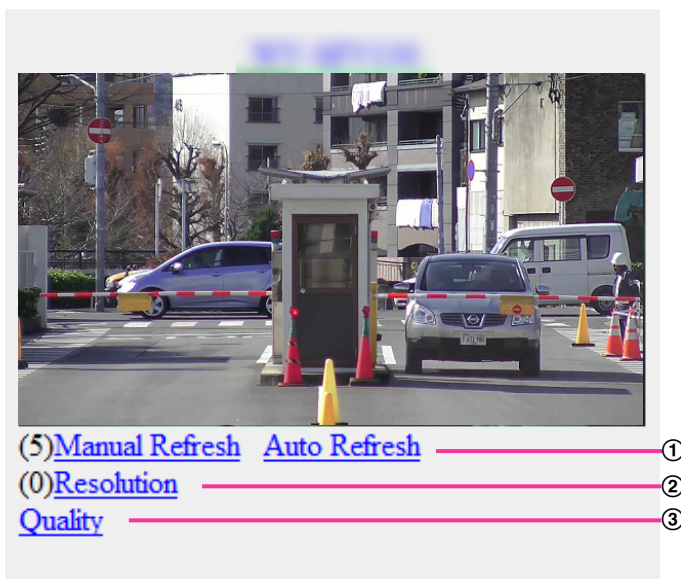 (5)Manual Refresh Auto Refresh ①
(0)Resolution ②
Quality ③